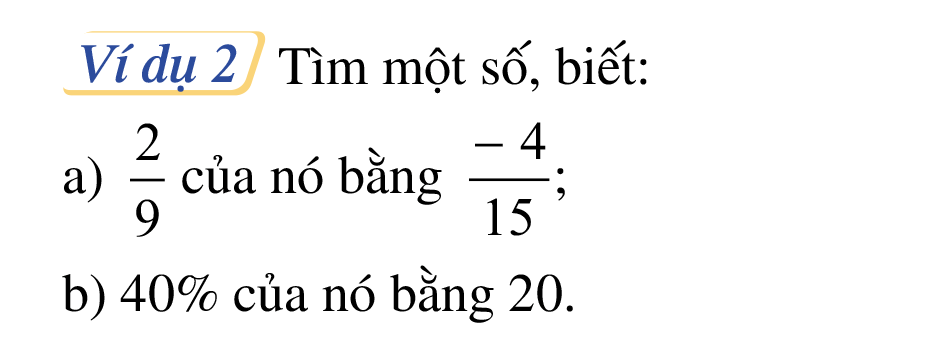 Ví dụ 2 Tìm một số, biết:
a) 2/9 của nó bằng − 4/15;
b) 40% của nó bằng 20.